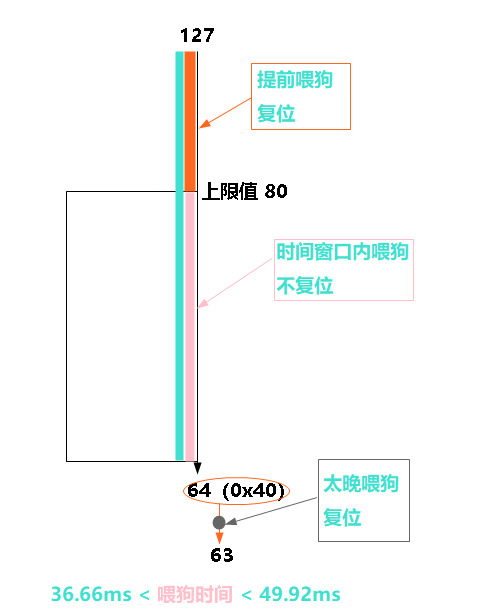 127
提前喂狗
复位
上限值 80
时间窗口内喂狗
不复位
64（0x40）
太晚喂狗
复位
63
36.66ms < 喂狗时间 < 49.92ms